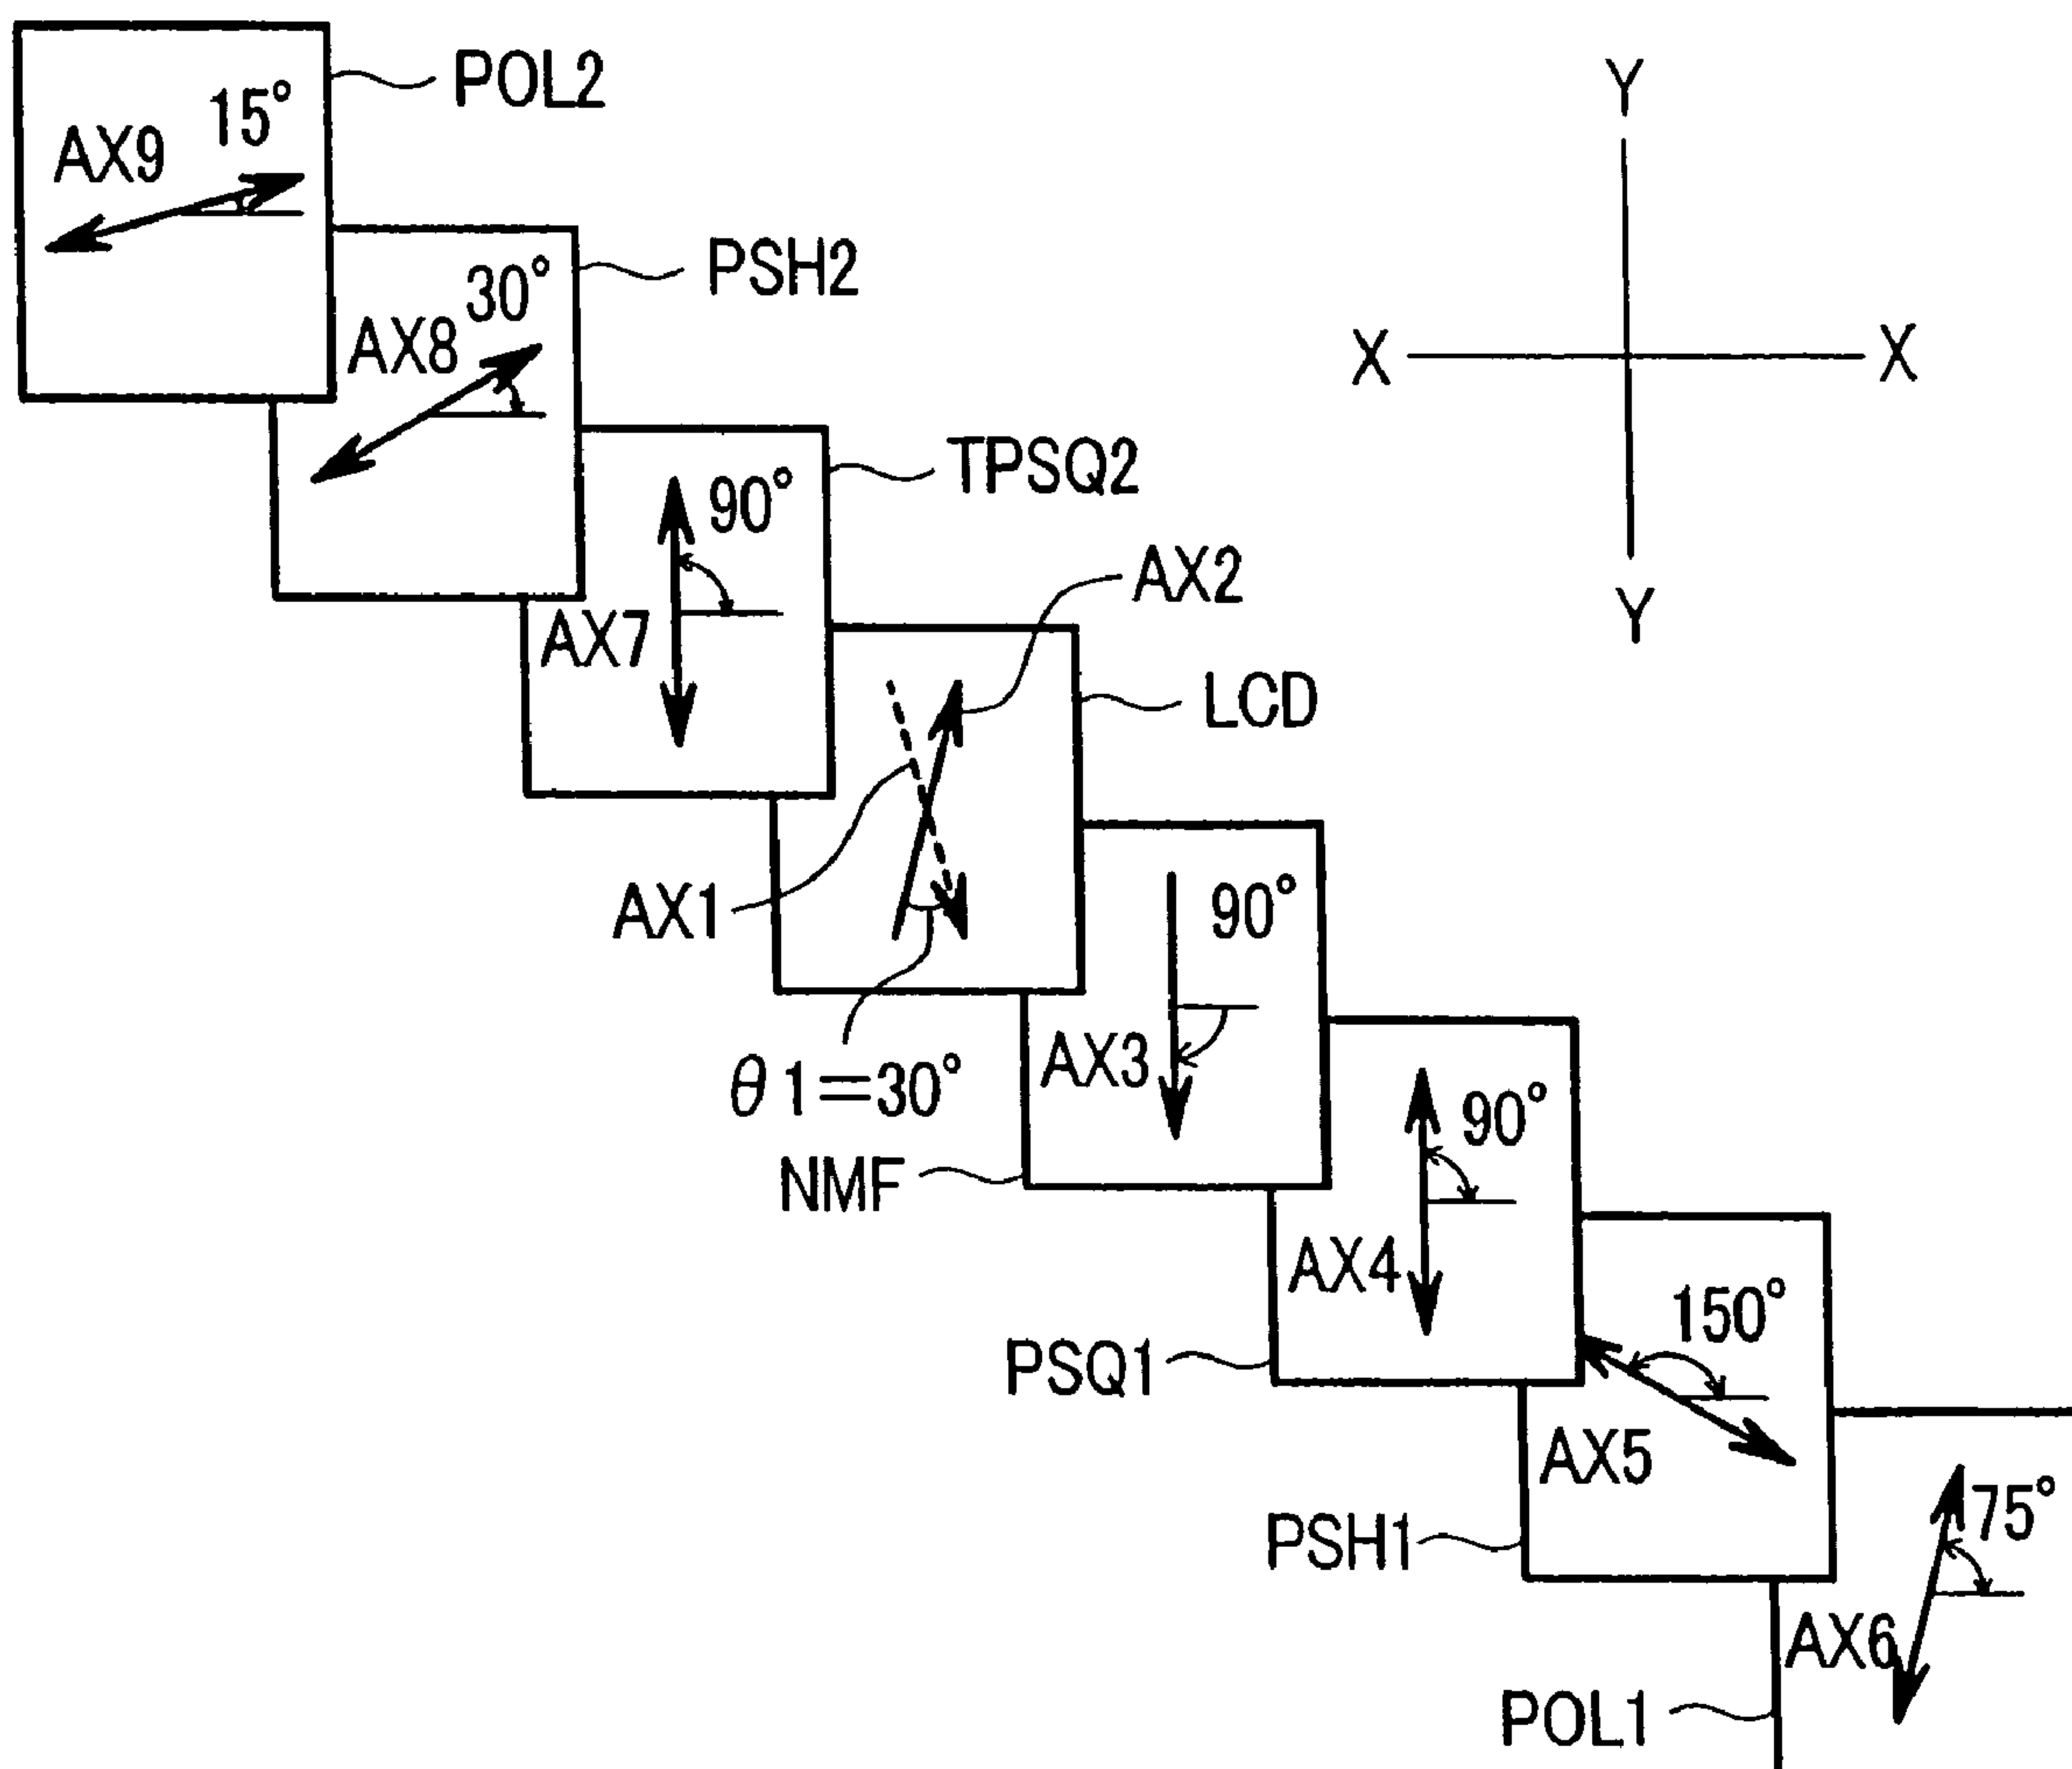 POL2
15°
AX9
Y
PSH2
30°
AX8
X
X
TPSQ2
90°
AX2
Y
AX7
LCD
AX1
90°
θ1=30°
AX3
90°
NMF
AX4
150°
PSQ1
AX5
75°
PSH1
AX6
POL1